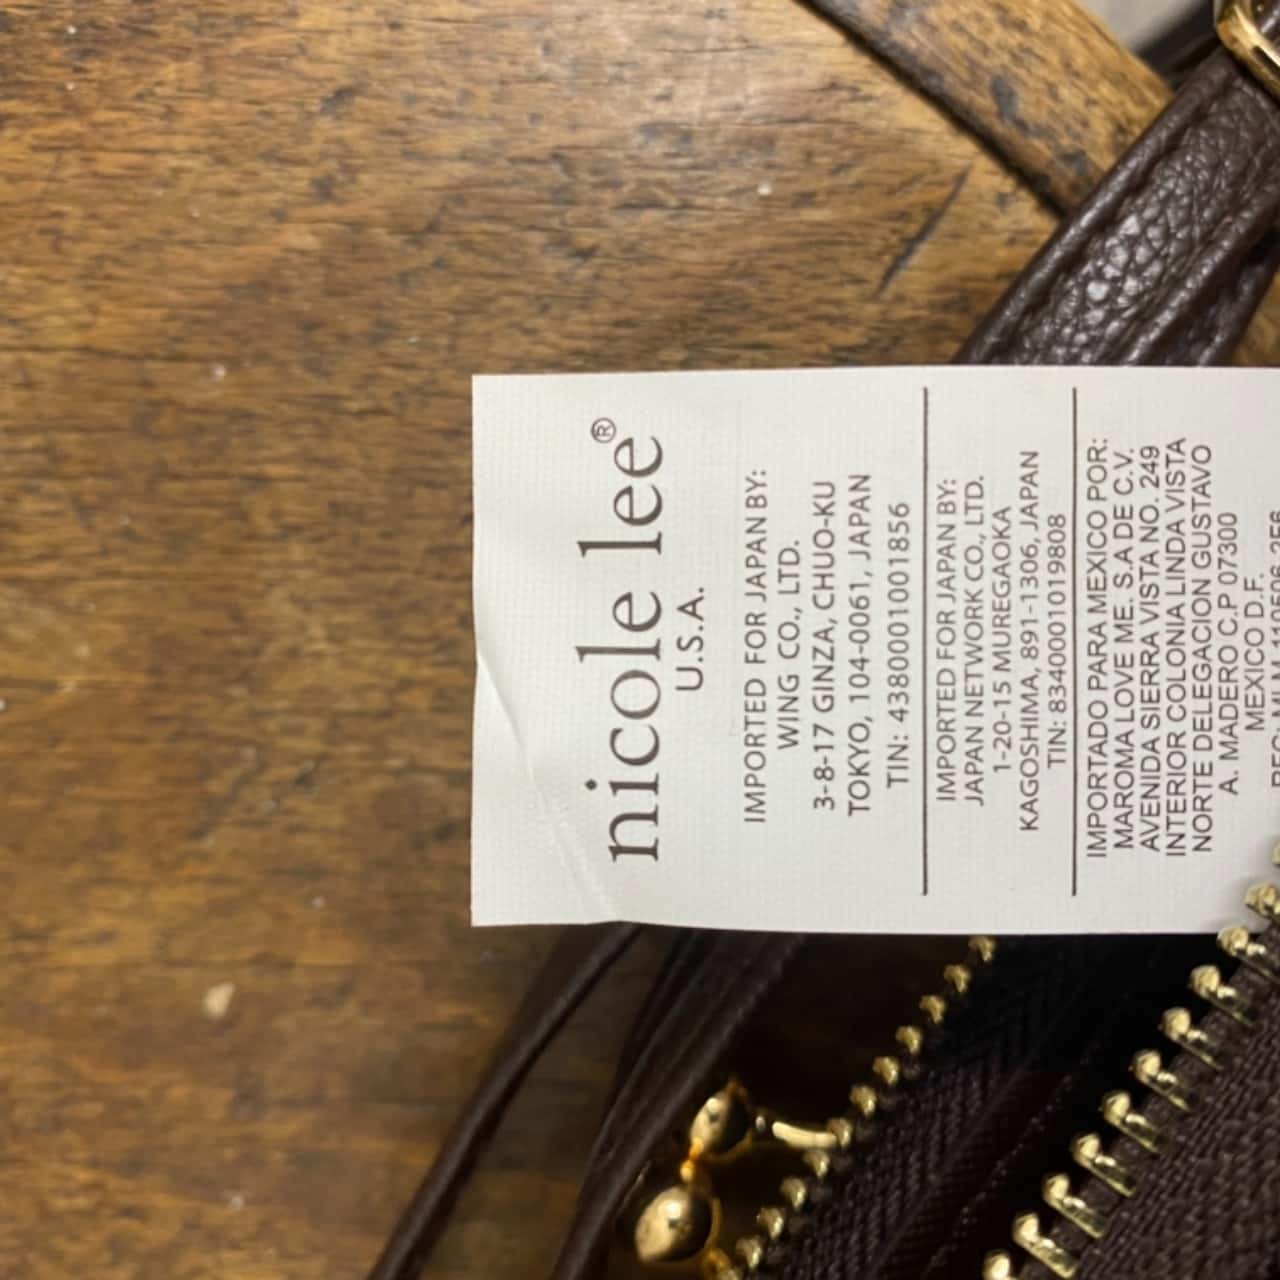 nicole lee®
U.S.A.
IMPORTED FOR JAPAN BY:
WING CO., LTD.
3-8-17 GINZA, CHUO-KU
TOKYO, 104-0061, JAPAN
TIN: 4380001001856
IMPORTED FOR JAPAN BY:
JAPAN NETWORK CO., LTD.
1-20-15 MUREGAOKA
KAGOSHIMA, 891-1306, JAPAN
TIN: 8340001019808
IMPORTADO PARA MEXICO POR:
MAROMA LOVE ME. S.A DE C.V.
AVENIDA SIERRA VISTA NO. 249
INTERIOR COLONIA LINDA VISTA
NORTE DELEGACION GUSTAVO
A. MADERO C.P 07300
MEXICO D.F.